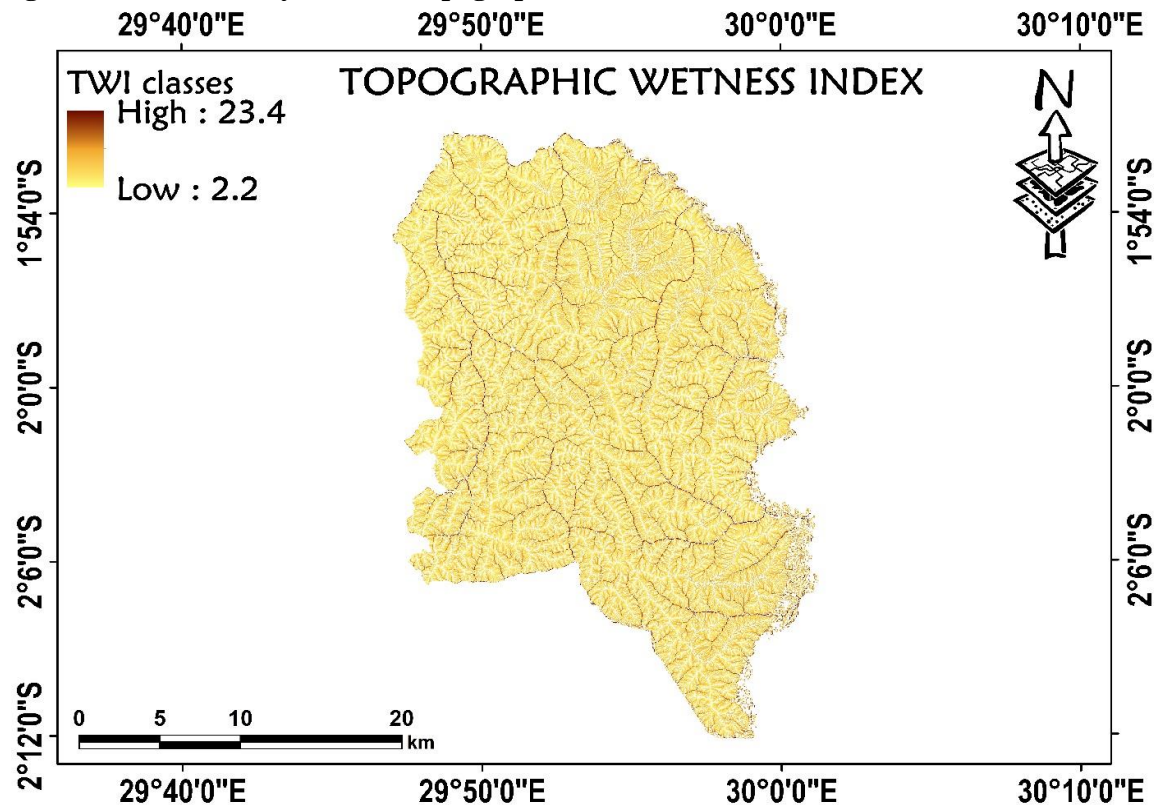 29°40'0"E 29°50'0"E 30°0'0"E 30°10'0"E
TWI classes
High : 23.4
Low : 2.2
TOPOGRAPHIC WETNESS INDEX
N
1°54'0"S 1°54'0"S
2°0'0"S 2°0'0"S
2°6'0"S 2°6'0"S
2°12'0"S
0 5 10 20
km
29°40'0"E 29°50'0"E 30°0'0"E 30°10'0"E